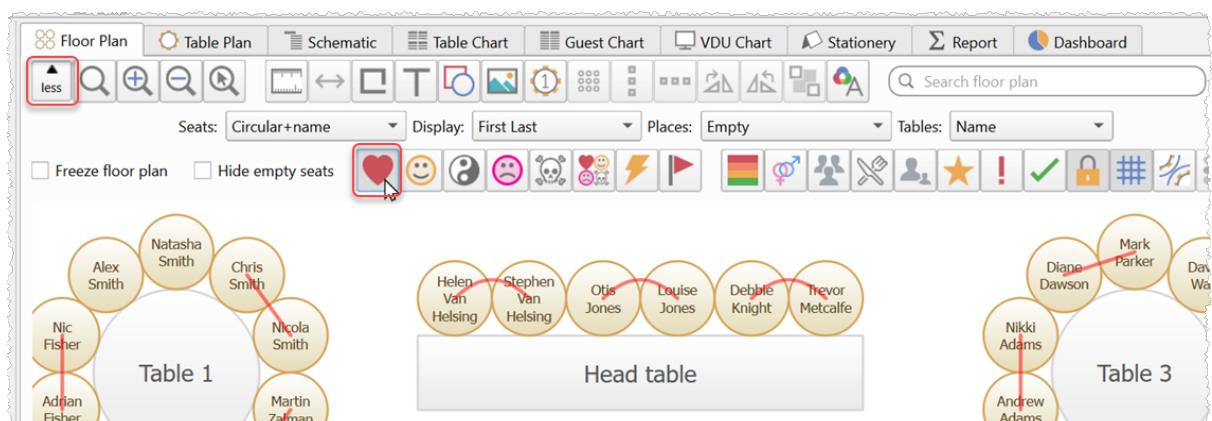 Floor Plan
Table Plan
Schematic
Table Chart
Guest Chart
VDU Chart
Stationery
Σ Report
Dashboard
less
T
1
A
Search floor plan
Seats: Circular+name
Display: First Last
Places: Empty
Tables: Name
Freeze floor plan
Hide empty seats
Natasha
Smith
Alex
Smith
Chris
Smith
Nic
Fisher
Nicola
Smith
Adrian
Fisher
Martin
Zalman
Table 1
Helen
Van
Helsing
Stephen
Van
Helsing
Otis
Jones
Louise
Jones
Debbie
Knight
Trevor
Metcalfe
Head table
Mark
Parker
Diane
Dawson
Dav
Wa
Nikki
Adams
Andrew
Adams
Table 3